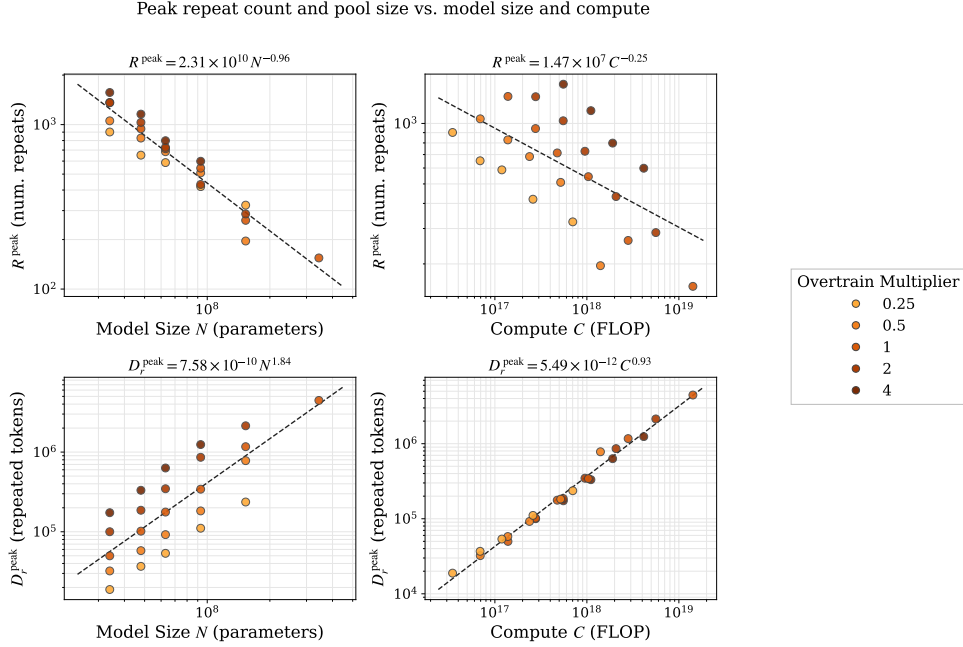 Peak repeat count and pool size vs. model size and compute
R^peak = 2.31 × 10^10 N^−0.96
R^peak (num. repeats)
10^3
10^2
10^8
Model Size N (parameters)
R^peak = 1.47 × 10^7 C^−0.25
R^peak (num. repeats)
10^3
10^17
10^18
10^19
Compute C (FLOP)
Overtrain Multiplier
0.25
0.5
1
2
4
D_r^peak = 7.58 × 10^−10 N^1.84
D_r^peak (repeated tokens)
10^6
10^5
10^8
Model Size N (parameters)
D_r^peak = 5.49 × 10^−12 C^0.93
D_r^peak (repeated tokens)
10^6
10^5
10^4
10^17
10^18
10^19
Compute C (FLOP)